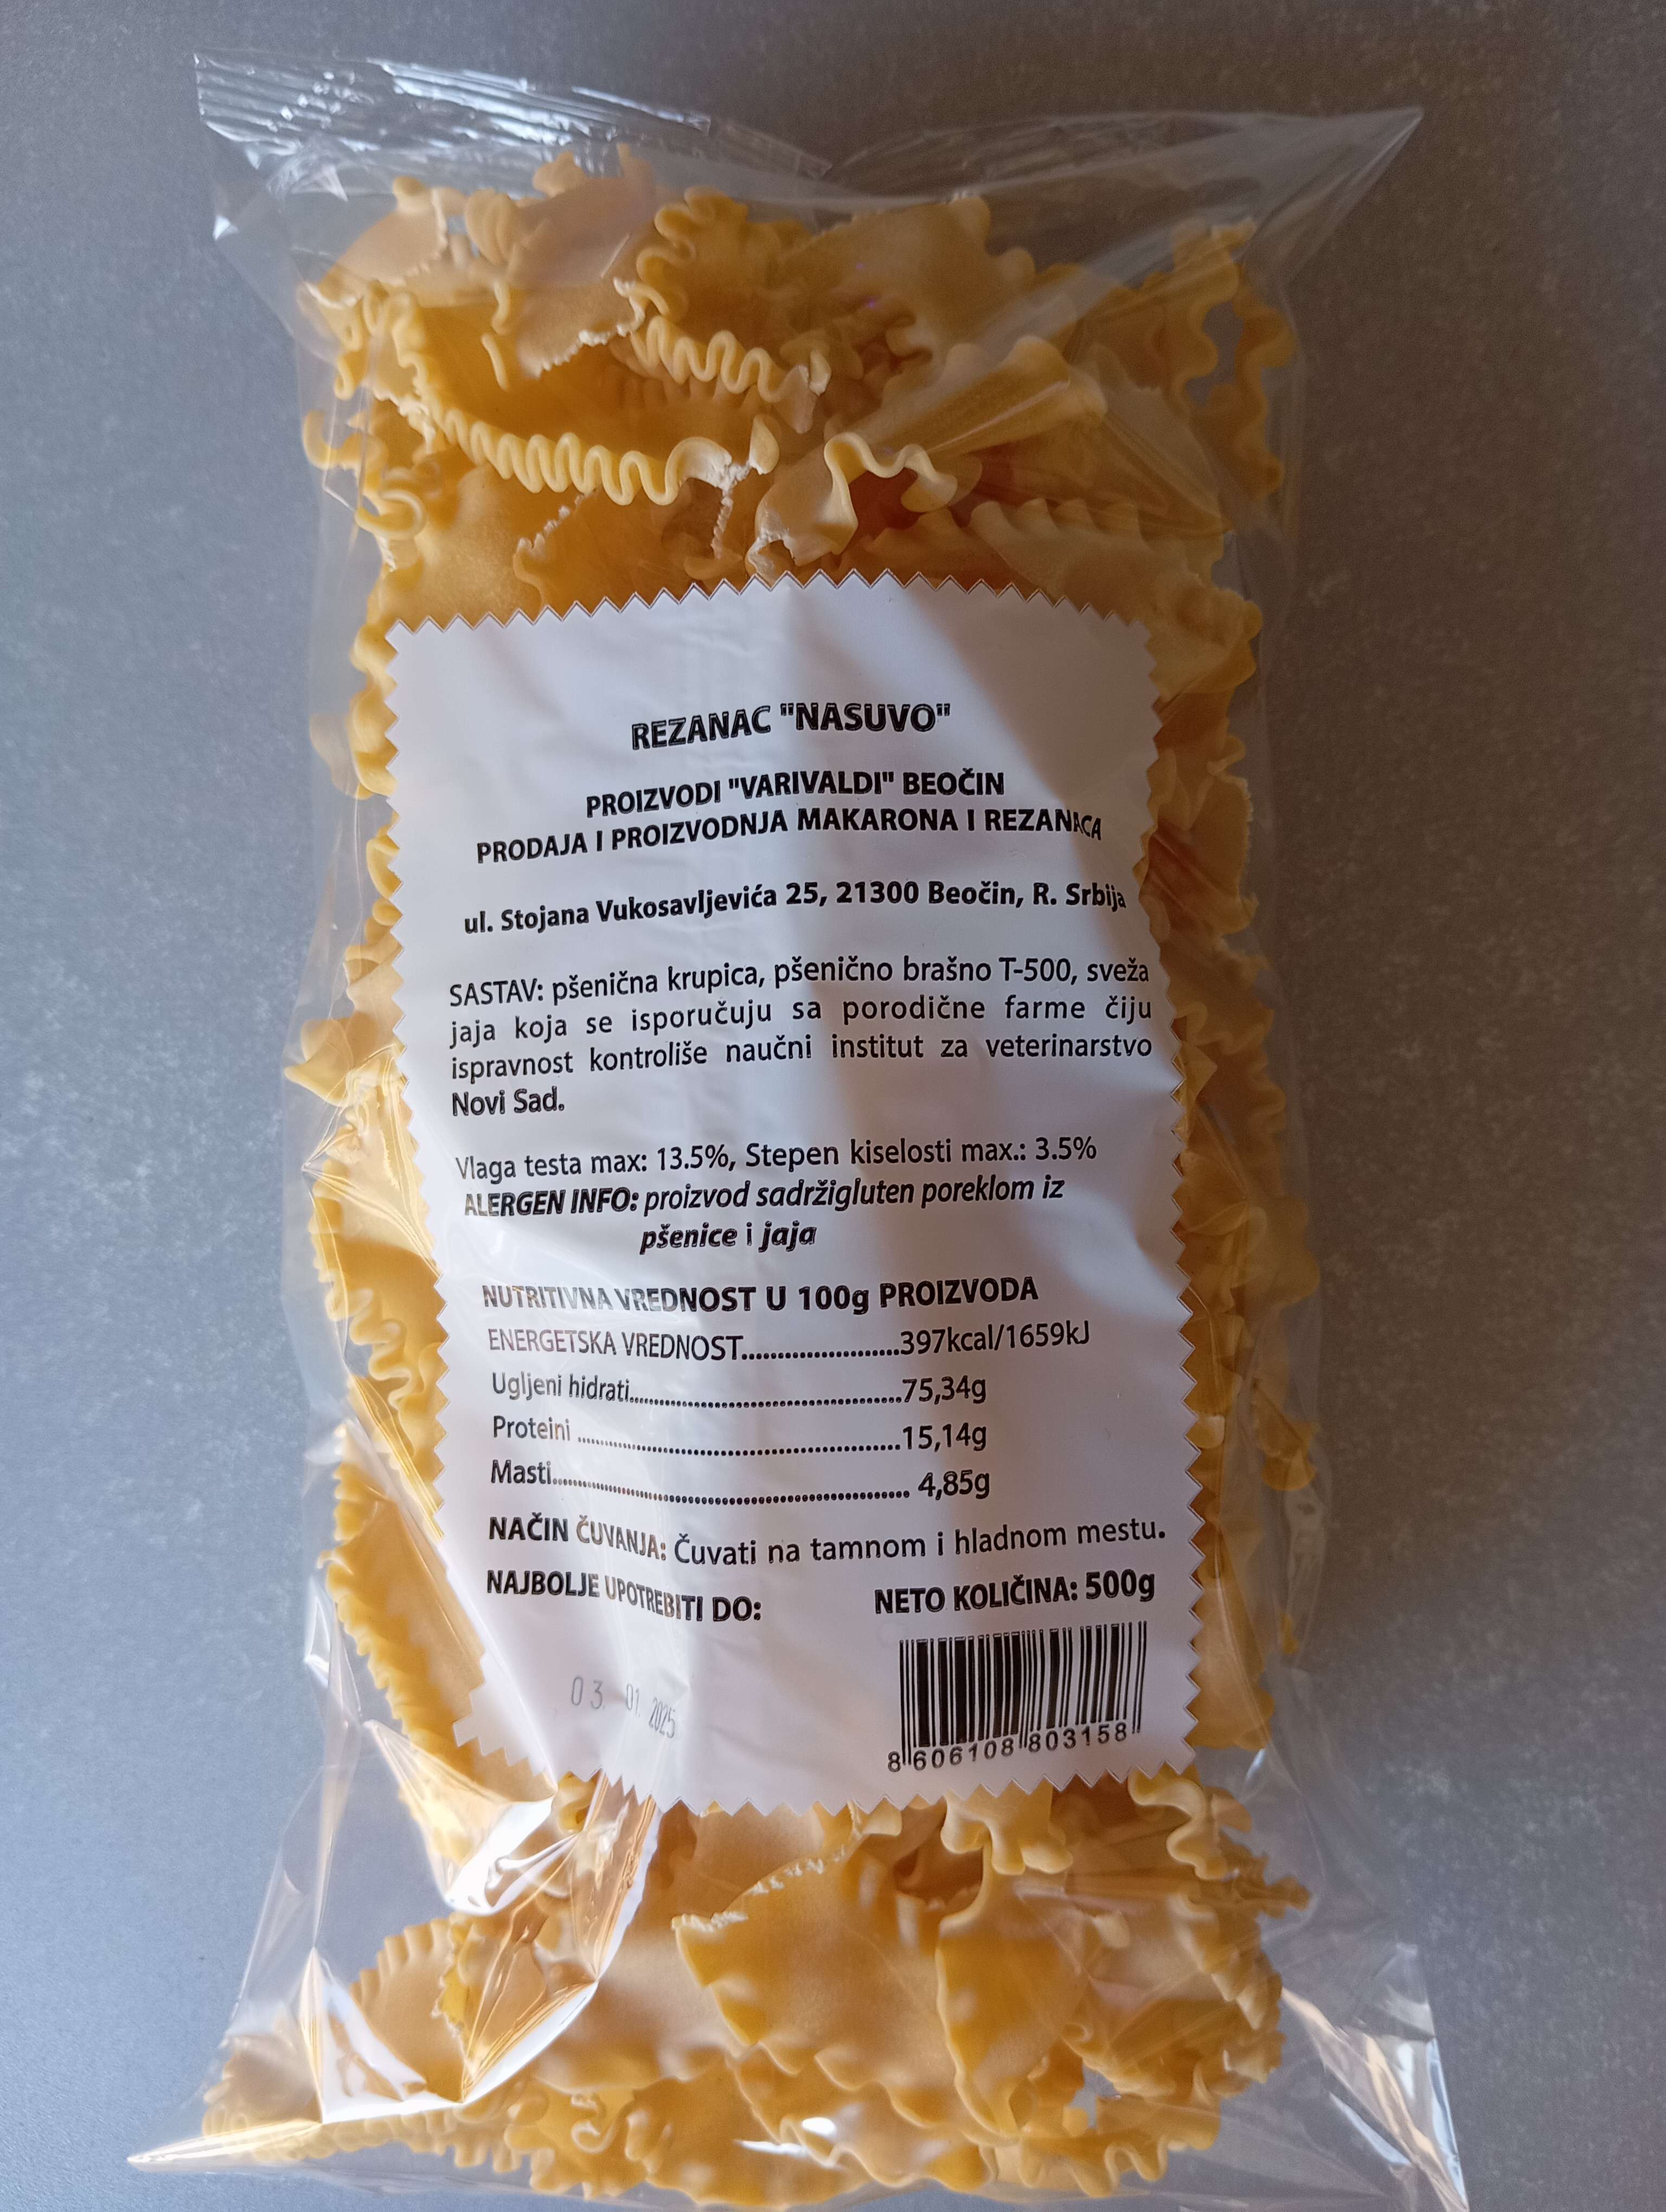 REZANAC "NASUVO"
PROIZVODI "VARIVALDI" BEOČIN
PRODAJA I PROIZVODNJA MAKARONA I REZANACA
ul. Stojana Vukosavljevića 25, 21300 Beočin, R. Srbija
SASTAV: pšenična krupica, pšenično brašno T-500, sveža
jaja koja se isporučuju sa porodične farme čiju
ispravnost kontroliše naučni institut za veterinarstvo
Novi Sad.
Vlaga testa max: 13.5%, Stepen kiselosti max.: 3.5%
ALERGEN INFO: proizvod sadržigluten poreklom iz
pšenice i jaja
NUTRITIVNA VREDNOST U 100g PROIZVODA
ENERGETSKA VREDNOST.......................397kcal/1659kJ
Ugljeni hidrati.......................................75,34g
Proteini ..............................................15,14g
Masti................................................... 4,85g
NAČIN ČUVANJA: Čuvati na tamnom i hladnom mestu.
NAJBOLJE UPOTREBITI DO: NETO KOLIČINA: 500g
03. 01. 2025
8 606108 803158